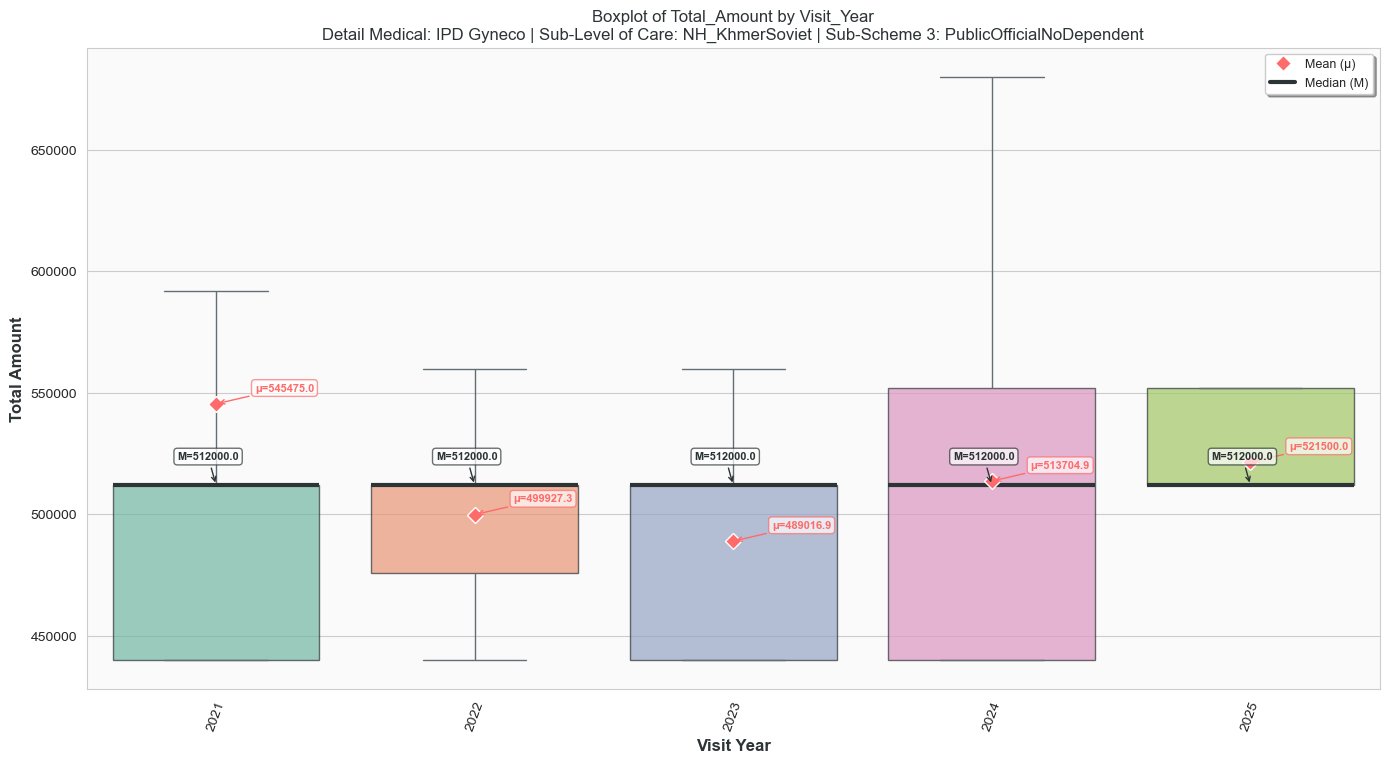 Boxplot of Total_Amount by Visit_Year
Detail Medical: IPD Gyneco | Sub-Level of Care: NH_KhmerSoviet | Sub-Scheme 3: PublicOfficialNoDependent
Mean (μ)
Median (M)
Total Amount
650000
600000
550000
500000
450000
μ=545475.0
M=512000.0
M=512000.0
μ=499927.3
M=512000.0
μ=489016.9
M=512000.0
μ=513704.9
M=512000.0
μ=521500.0
2021
2022
2023
2024
2025
Visit Year